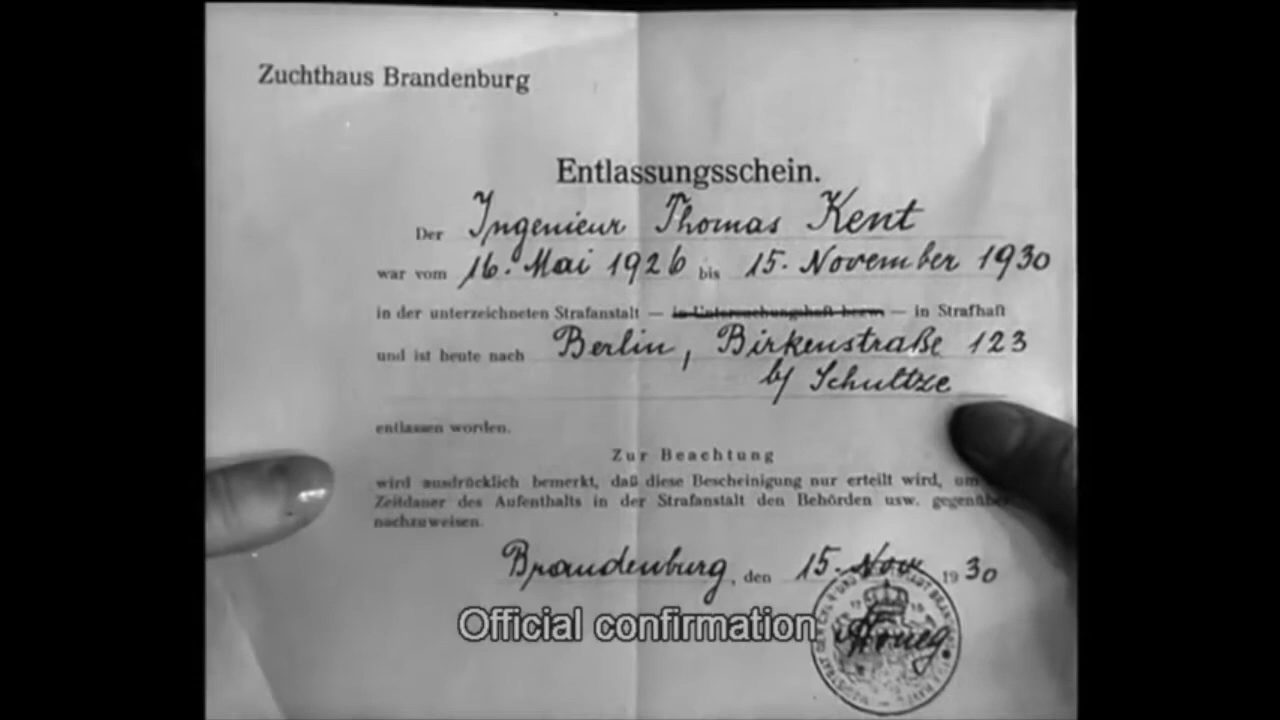 Zuchthaus Brandenburg
Entlassungsschein.
Der Ingenieur Thomas Kent
war vom 16. Mai 1926 bis 15. November 1930
in der unterzeichneten Strafanstalt — in Untersuchungshaft bezw. — in Strafhaft
und ist heute nach Berlin, Birkenstraße 123
by Schultze
entlassen worden.
Zur Beachtung
wird ausdrücklich bemerkt, daß diese Bescheinigung nur erteilt wird, um
Zeitdauer des Aufenthalts in der Strafanstalt den Behörden usw. gegenüber
nachzuweisen.
Brandenburg, den 15. Nov 1930
Official confirmation